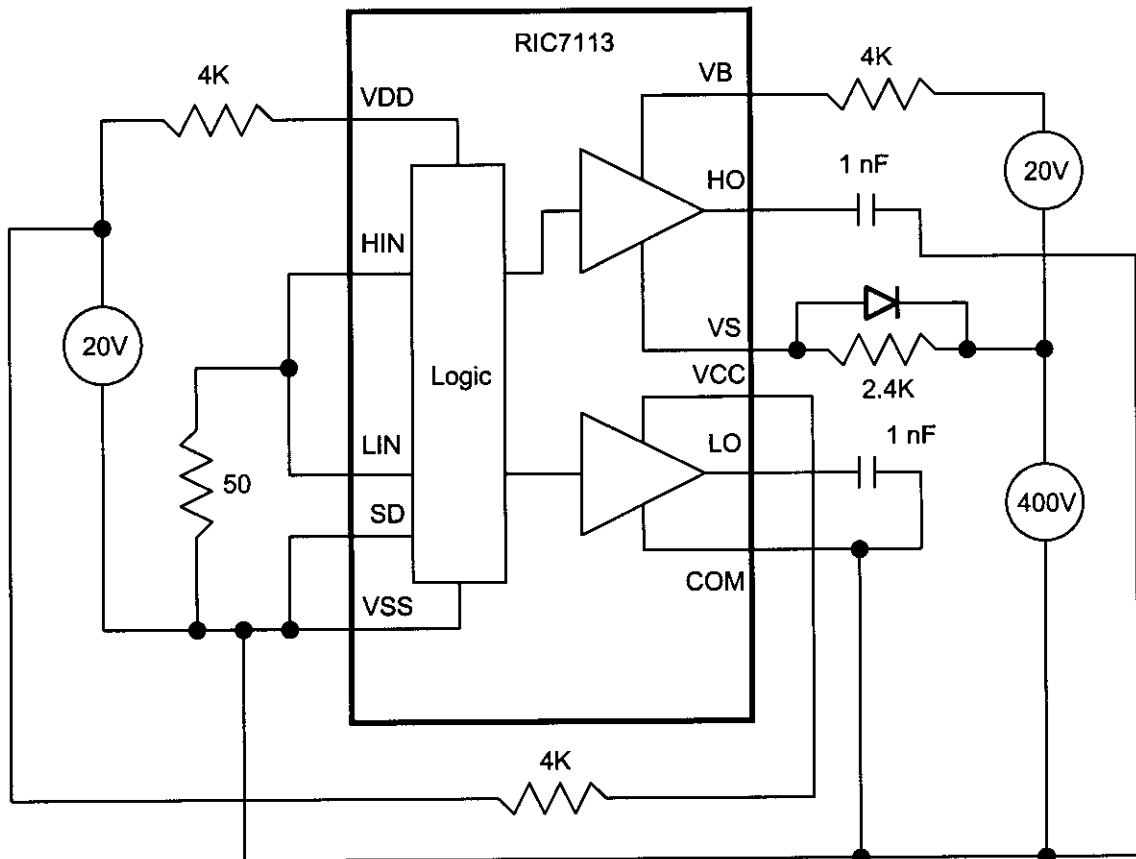 RIC7113
4K
VDD
VB
4K
HO
1 nF
20V
HIN
20V
VS
2.4K
Logic
VCC
LO
1 nF
LIN
50
SD
400V
COM
VSS
4K